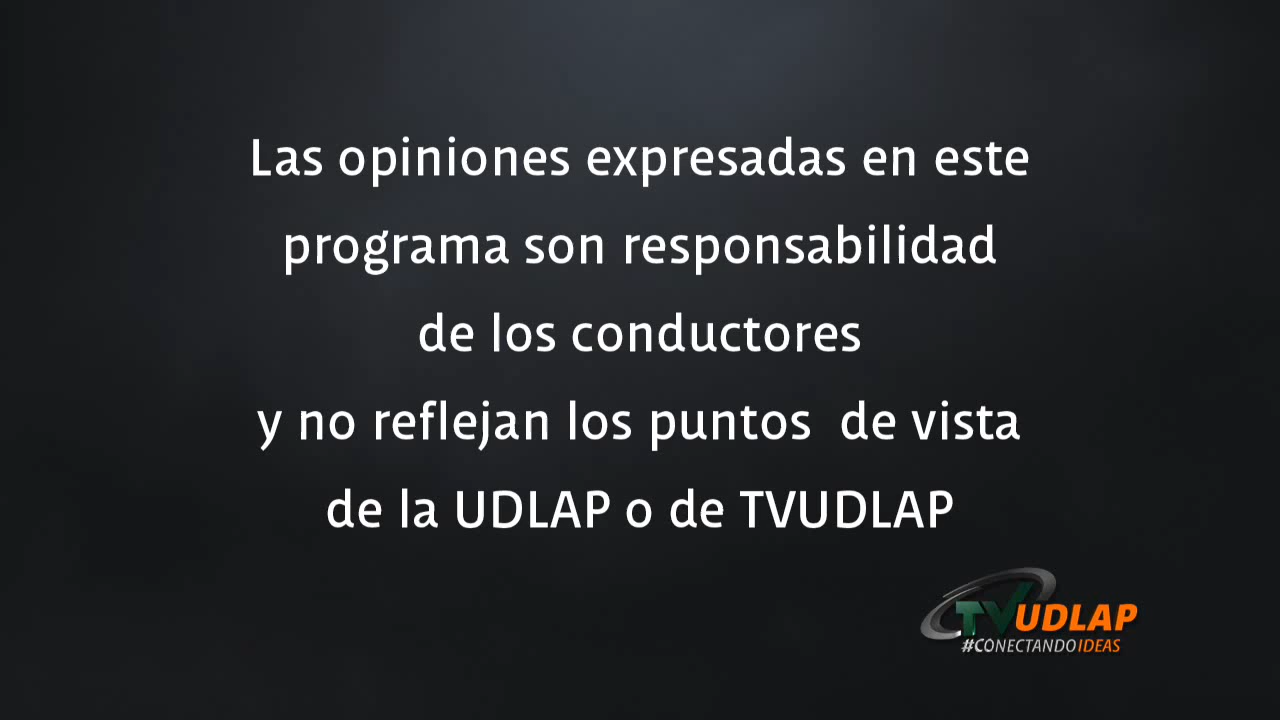 Las opiniones expresadas en este
programa son responsabilidad
de los conductores
y no reflejan los puntos  de vista
de la UDLAP o de TVUDLAP
TVUDLAP
#CONECTANDOIDEAS